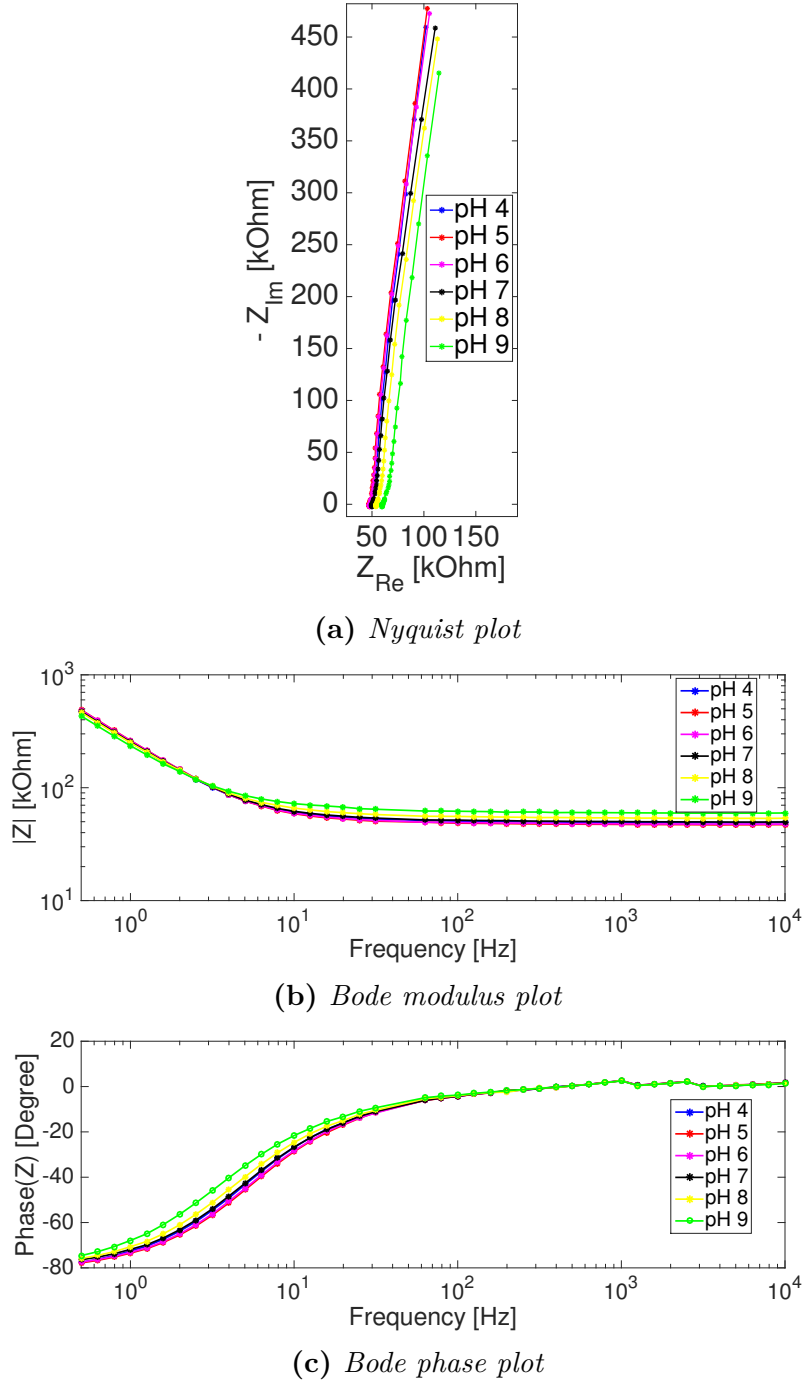 450
400
350
300
250
200
150
100
50
0
- Z_Im [kOhm]
pH 4
pH 5
pH 6
pH 7
pH 8
pH 9
50 100 150
Z_Re [kOhm]
(a) Nyquist plot
10^3
10^2
10^1
|Z| [kOhm]
pH 4
pH 5
pH 6
pH 7
pH 8
pH 9
10^0 10^1 10^2 10^3 10^4
Frequency [Hz]
(b) Bode modulus plot
20
0
-20
-40
-60
-80
Phase(Z) [Degree]
pH 4
pH 5
pH 6
pH 7
pH 8
pH 9
10^0 10^1 10^2 10^3 10^4
Frequency [Hz]
(c) Bode phase plot